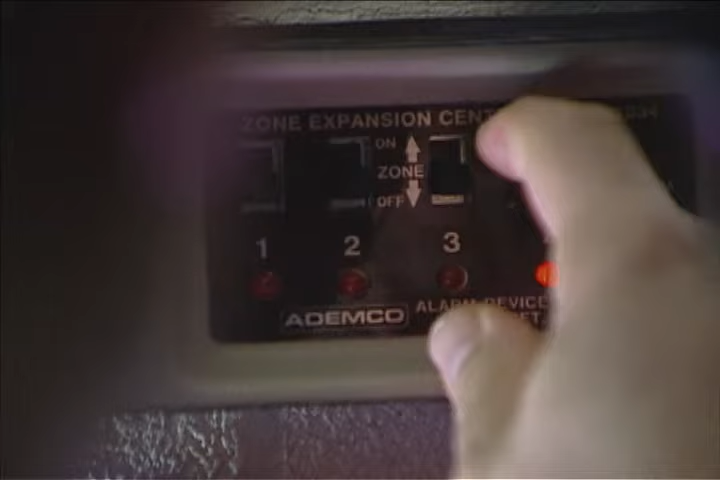 ZONE EXPANSION CENT
ON
ZONE
OFF
1 2 3
ADEMCO
ALARM DEVICE